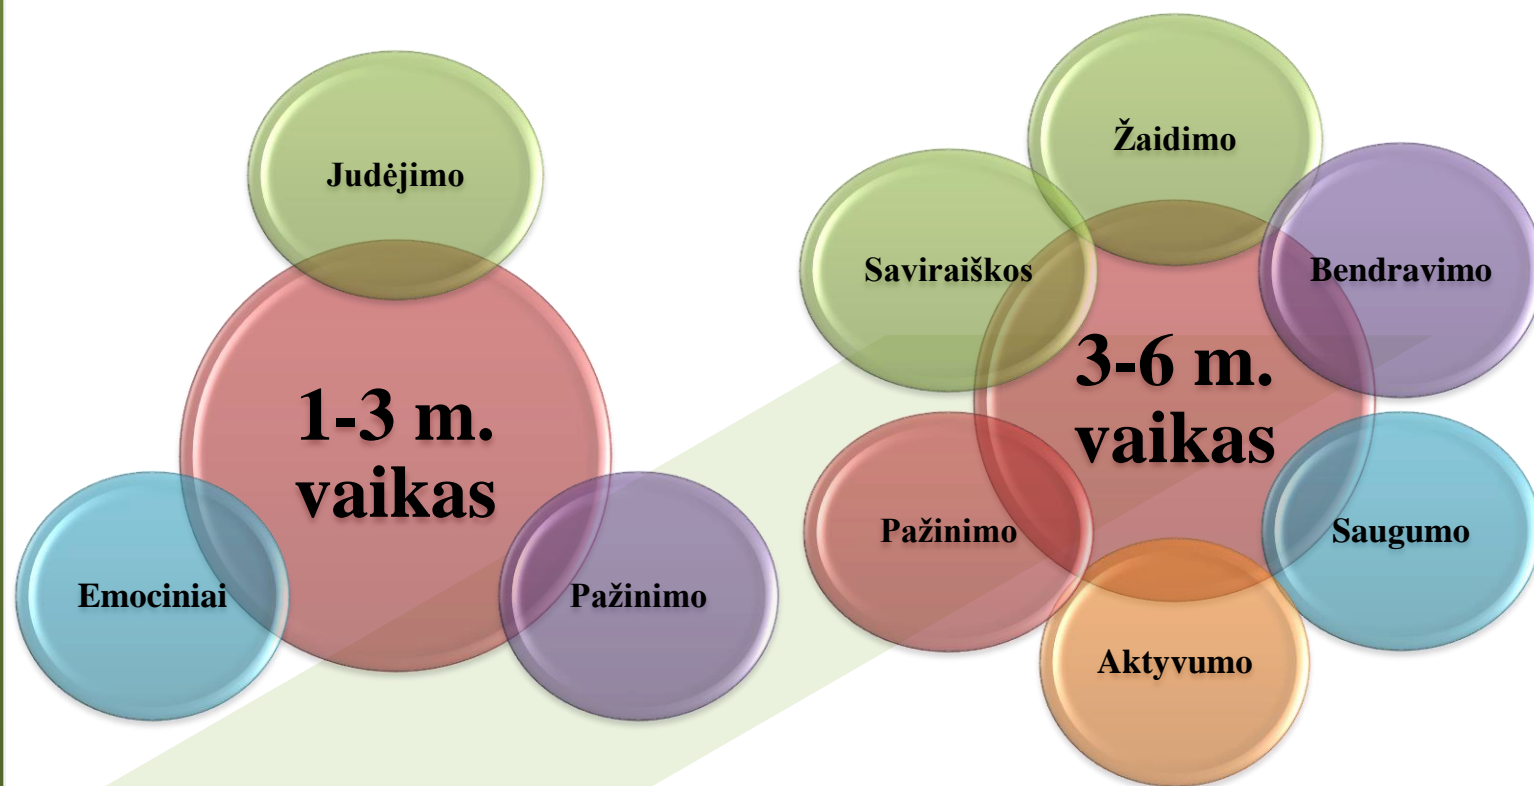 Judėjimo
1-3 m.
vaikas
Emociniai
Pažinimo
Žaidimo
Saviraiškos
Bendravimo
3-6 m.
vaikas
Pažinimo
Saugumo
Aktyvumo